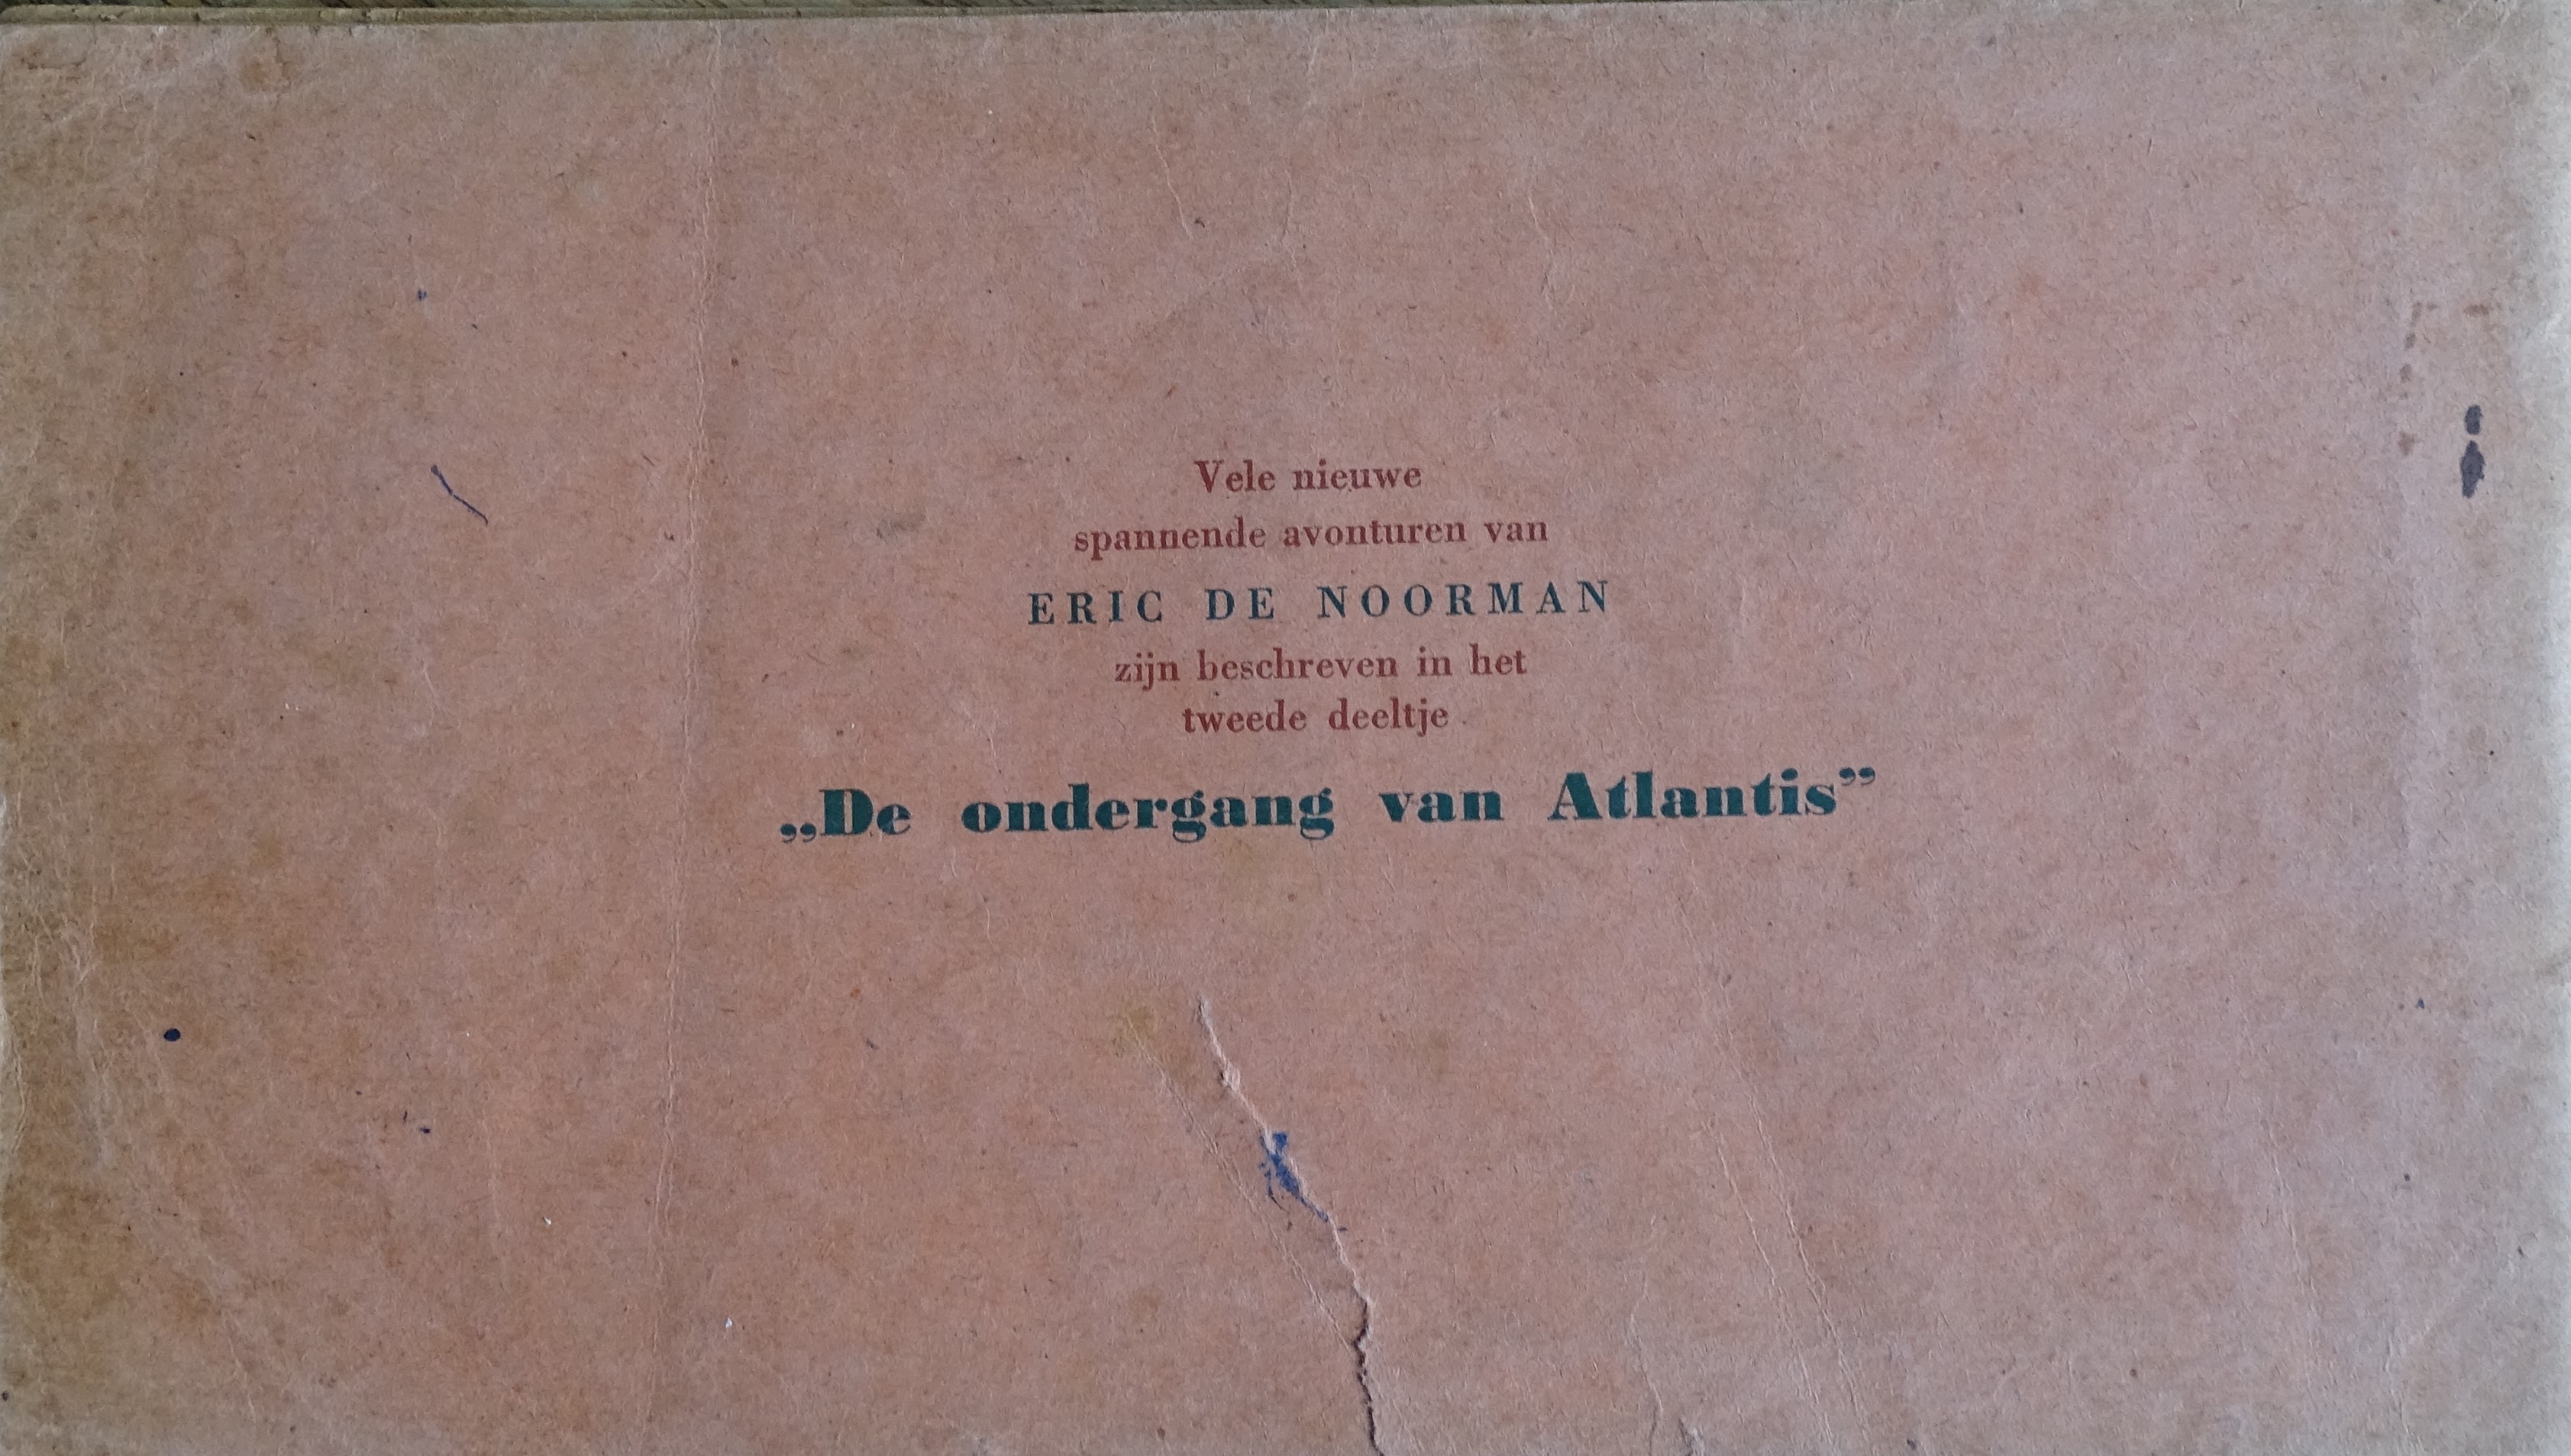 Vele nieuwe
spannende avonturen van
ERIC DE NOORMAN
zijn beschreven in het
tweede deeltje
„De ondergang van Atlantis”